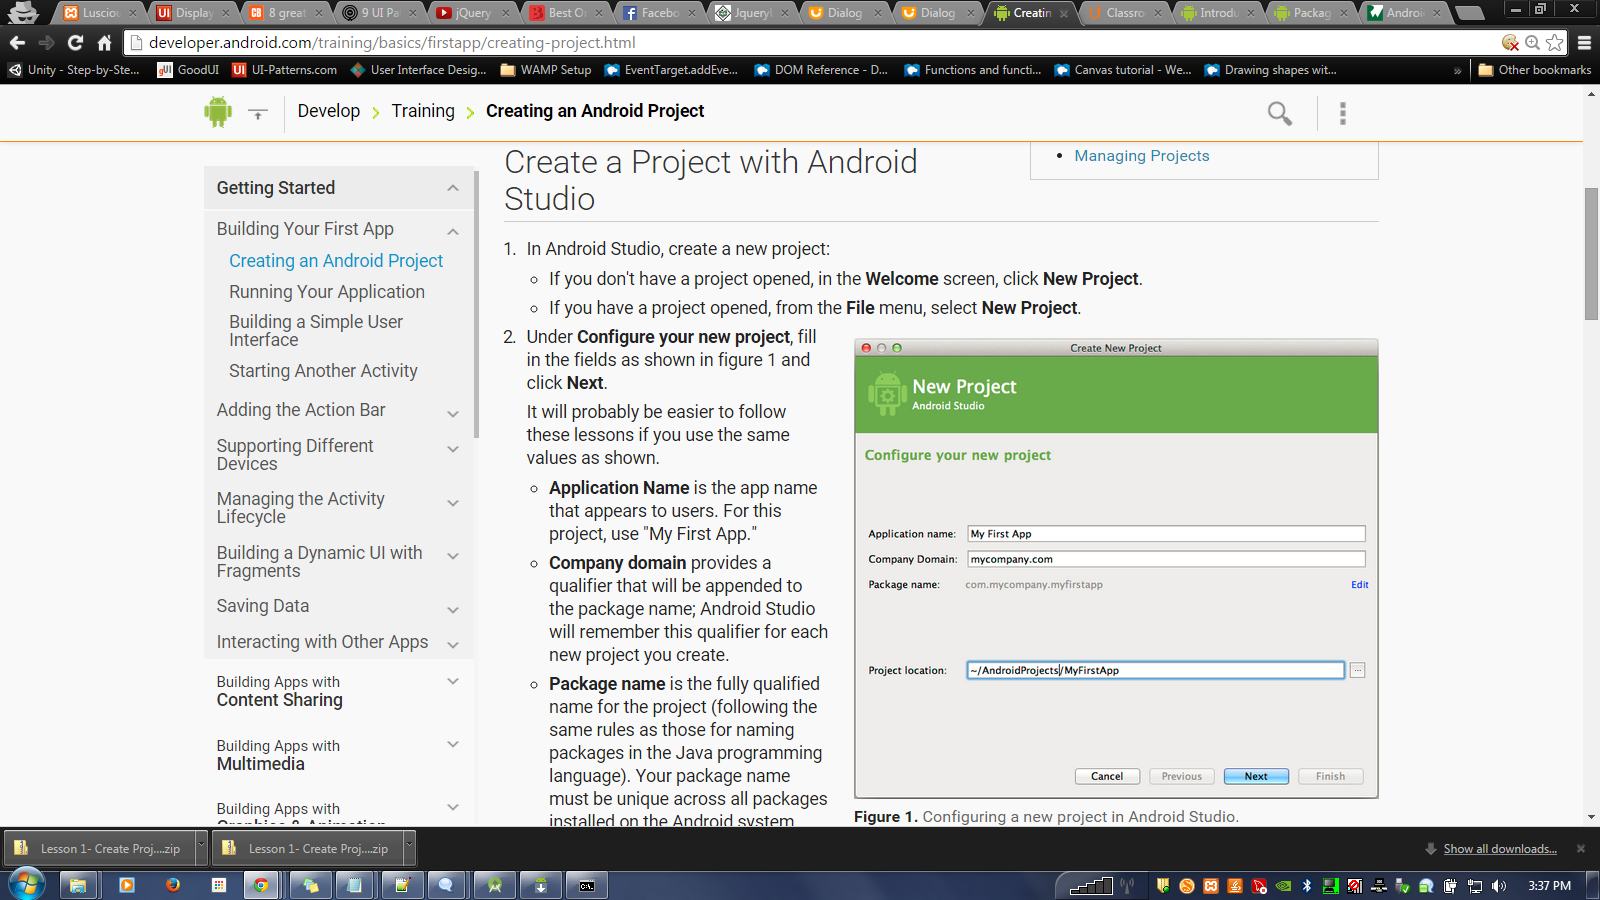 Luscious
Display
8 great
9 UI Pa
jQuery
Best O
Facebo
Jquery
Dialog
Dialog
Creatin
Classro
Introdu
Packag
Androi
developer.android.com/training/basics/firstapp/creating-project.html
Unity - Step-by-Ste...
GoodUI
UI-Patterns.com
User Interface Desig...
WAMP Setup
EventTarget.addEve...
DOM Reference - D...
Functions and functi...
Canvas tutorial - We...
Drawing shapes wit...
»
Other bookmarks
Develop
Training
Creating an Android Project
Getting Started
Building Your First App
Creating an Android Project
Running Your Application
Building a Simple User
Interface
Starting Another Activity
Adding the Action Bar
Supporting Different
Devices
Managing the Activity
Lifecycle
Building a Dynamic UI with
Fragments
Saving Data
Interacting with Other Apps
Building Apps with
Content Sharing
Building Apps with
Multimedia
Building Apps with
Graphics & Animation
Managing Projects
Create a Project with Android
Studio
1. In Android Studio, create a new project:
If you don't have a project opened, in the Welcome screen, click New Project.
If you have a project opened, from the File menu, select New Project.
2. Under Configure your new project, fill
in the fields as shown in figure 1 and
click Next.
It will probably be easier to follow
these lessons if you use the same
values as shown.
Application Name is the app name
that appears to users. For this
project, use "My First App."
Company domain provides a
qualifier that will be appended to
the package name; Android Studio
will remember this qualifier for each
new project you create.
Package name is the fully qualified
name for the project (following the
same rules as those for naming
packages in the Java programming
language). Your package name
must be unique across all packages
installed on the Android system
Create New Project
New Project
Android Studio
Configure your new project
Application name: My First App
Company Domain: mycompany.com
Package name: com.mycompany.myfirstapp Edit
Project location: ~/AndroidProjects/MyFirstApp
...
Cancel
Previous
Next
Finish
Figure 1. Configuring a new project in Android Studio.
Lesson 1- Create Proj....zip
Lesson 1- Create Proj....zip
Show all downloads...
3:37 PM